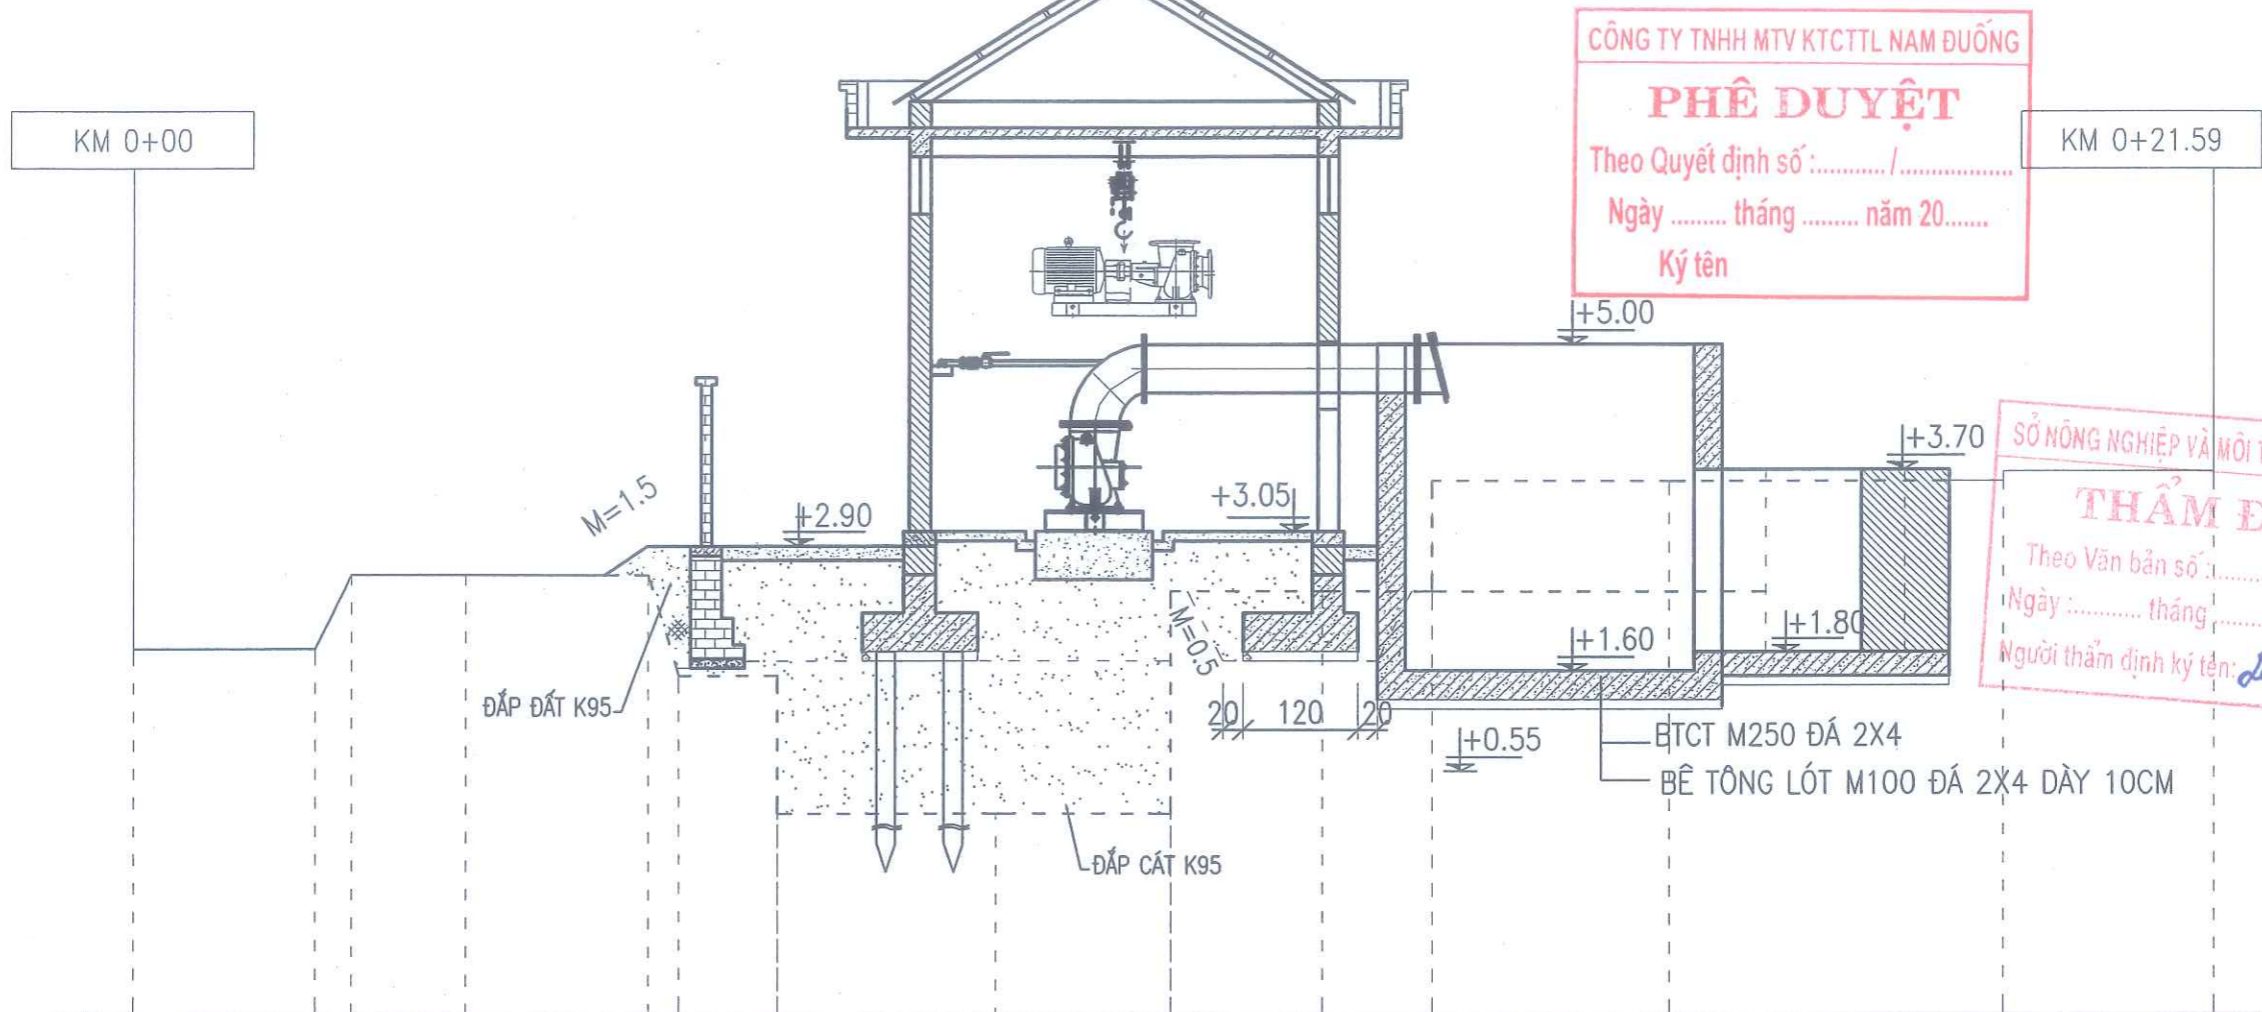 CÔNG TY TNHH MTV KTCTTL NAM ĐUỐNG
PHÊ DUYỆT
Theo Quyết định số :........... /..................
Ngày ......... tháng ......... năm 20.......
Ký tên
KM 0+00
KM 0+21.59
+5.00
SỞ NÔNG NGHIỆP VÀ MÔI
+3.70
THẨM
Theo Văn bản số :........
Ngày :........... tháng ........
Người thẩm định ký tên:
M=1.5
+2.90
+3.05
M=0.5
+1.60
+1.80
ĐẮP ĐẤT K95
20
120
20
+0.55
BTCT M250 ĐÁ 2X4
BÊ TÔNG LÓT M100 ĐÁ 2X4 DÀY 10CM
ĐẮP CÁT K95